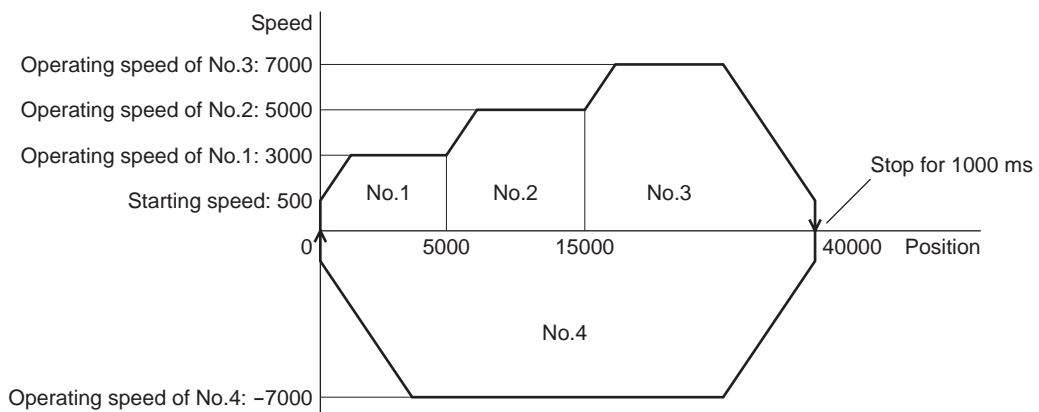 Speed
Operating speed of No.3: 7000
Operating speed of No.2: 5000
Operating speed of No.1: 3000
Stop for 1000 ms
Starting speed: 500
No.1
No.2
No.3
0
5000
15000
40000
Position
No.4
Operating speed of No.4: −7000